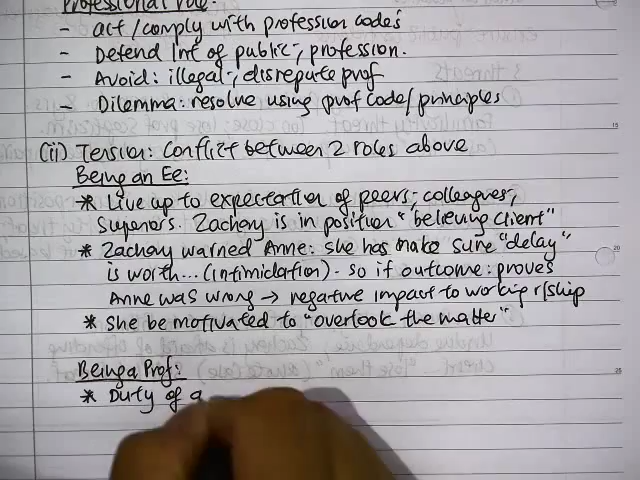 Professional role:
- act/comply with profession codes
- Defend Int of public, profession.
- Avoid: illegal, disrepute prof
- Dilemma: resolve using prof code/principles
(ii) Tension: Conflict between 2 roles above
Being an Ee:
* Live up to expectation of peers, colleagues,
superiors. Zachary is in position "believing client"
* Zachary warned Anne: she has make sure "delay"
is worth...(intimidation). So if outcome: proves
Anne was wrong → negative impact to working r/ship
* She be motivated to "overlook the matter"
Being a Prof:
* Duty of a